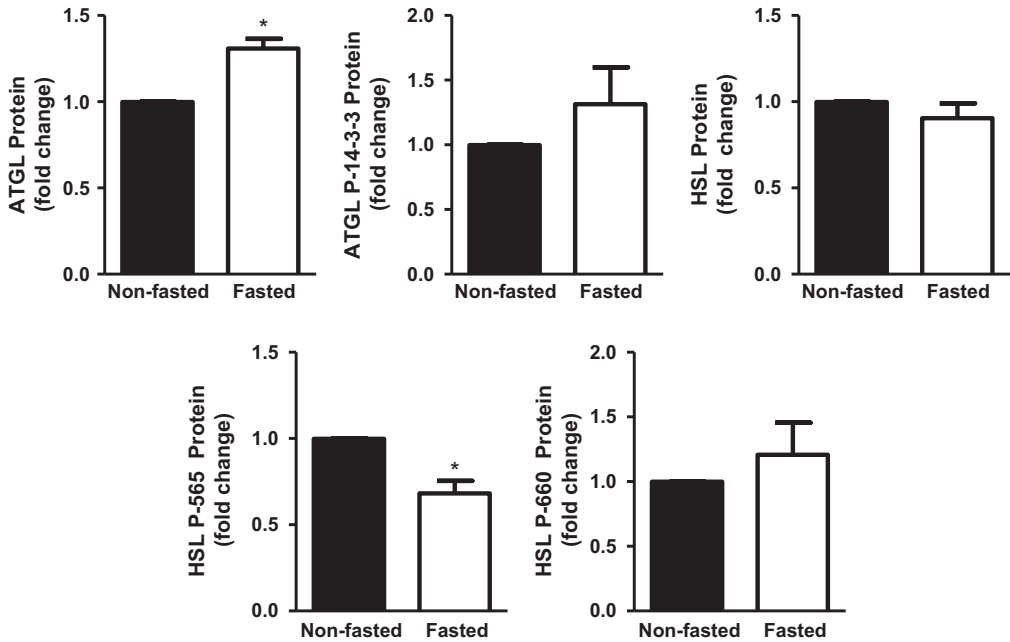 ATGL Protein
(fold change)
1.5
1.0
0.5
0.0
*
Non-fasted
Fasted
ATGL P-14-3-3 Protein
(fold change)
2.0
1.5
1.0
0.5
0.0
Non-fasted
Fasted
HSL Protein
(fold change)
1.5
1.0
0.5
0.0
Non-fasted
Fasted
HSL P-565 Protein
(fold change)
1.5
1.0
0.5
0.0
*
Non-fasted
Fasted
HSL P-660 Protein
(fold change)
2.0
1.5
1.0
0.5
0.0
Non-fasted
Fasted